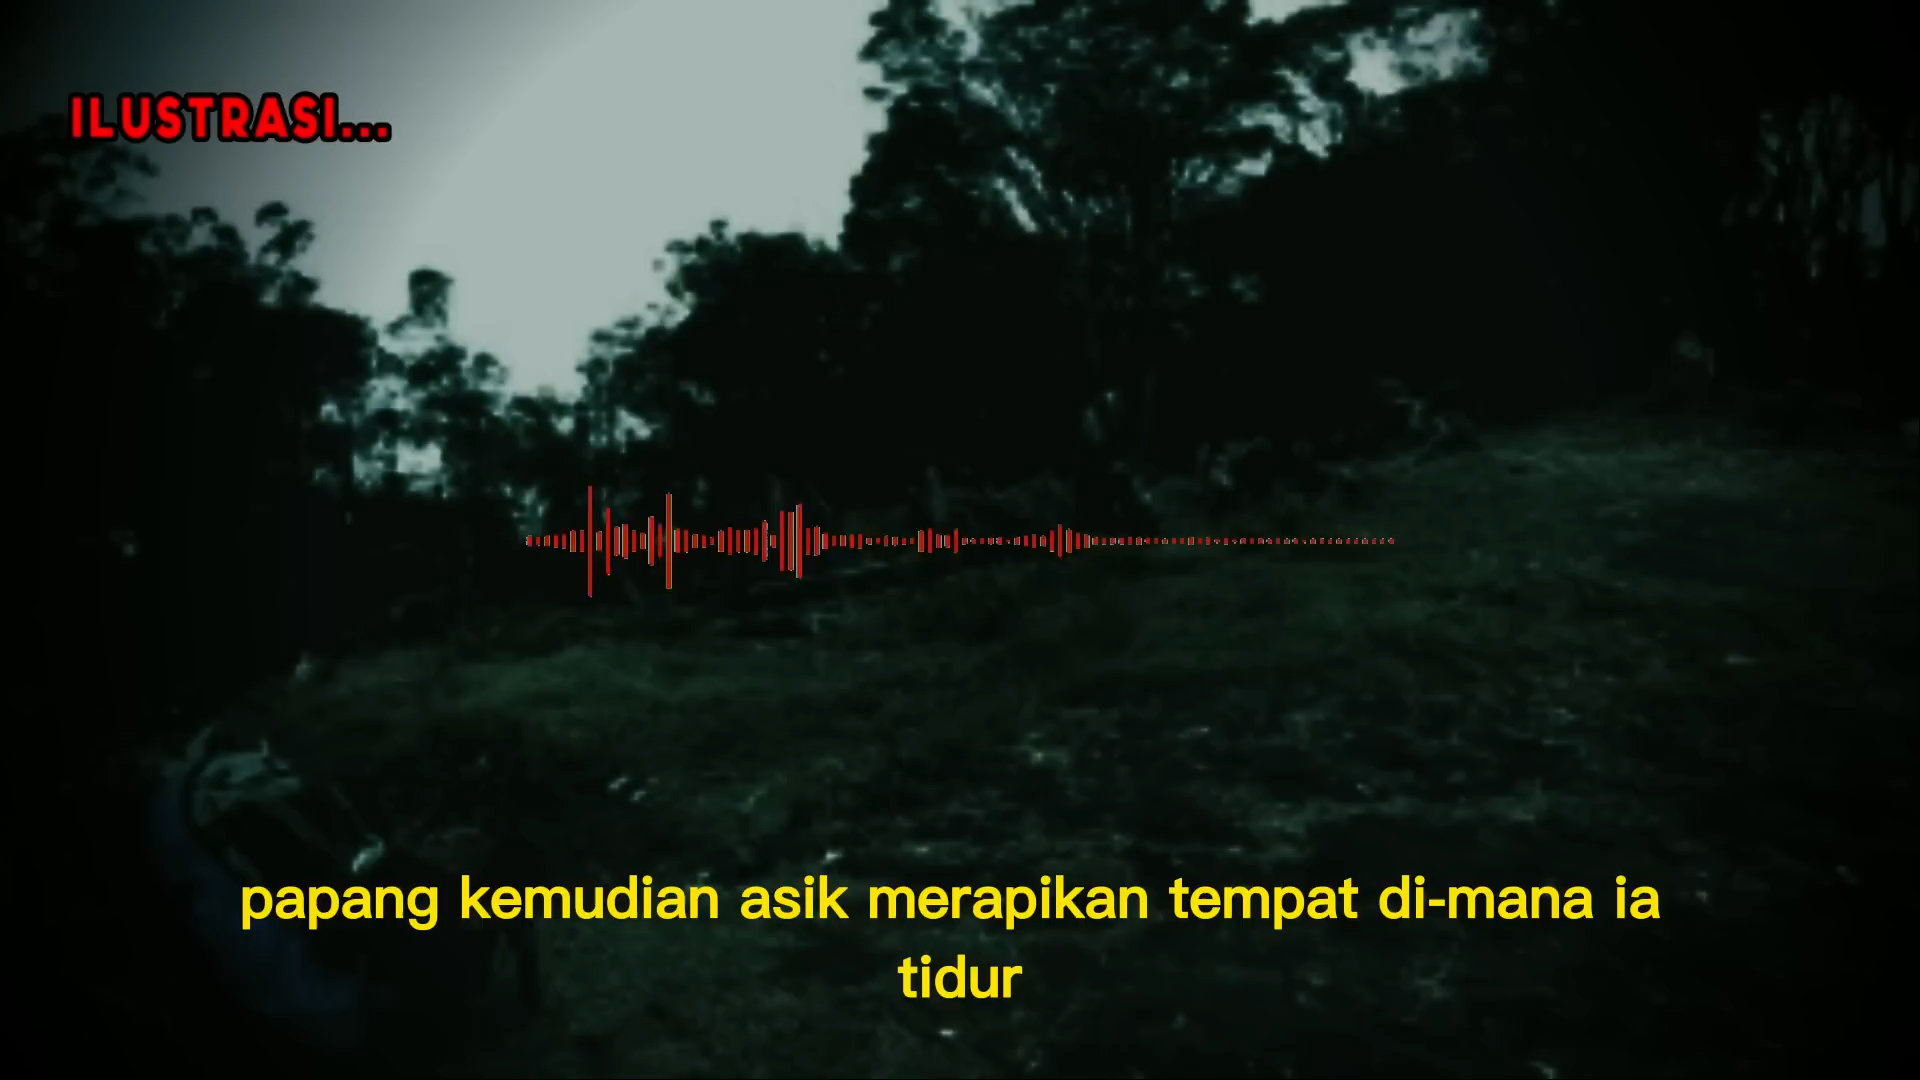 ILUSTRASI...
papang kemudian asik merapikan tempat di-mana ia
tidur